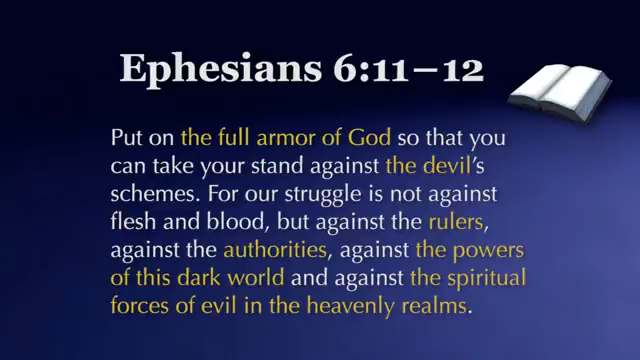 Ephesians 6:11–12
Put on the full armor of God so that you
can take your stand against the devil's
schemes. For our struggle is not against
flesh and blood, but against the rulers,
against the authorities, against the powers
of this dark world and against the spiritual
forces of evil in the heavenly realms.